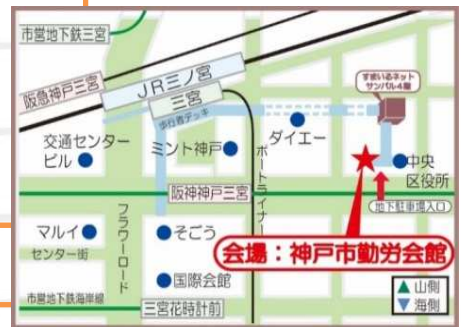 市営地下鉄三宮
阪急神戸三宮
JR三ノ宮
三宮
歩行者デッキ
すまいるネット
サンパル4階
交通センター
ビル
ミント神戸
ポートライナー
ダイエー
中央
区役所
阪神神戸三宮
地下駐車場入口
マルイ
センター街
フラワーロード
そごう
会場：神戸市勤労会館
国際会館
市営地下鉄海岸線
三宮花時計前
▲山側
▼海側